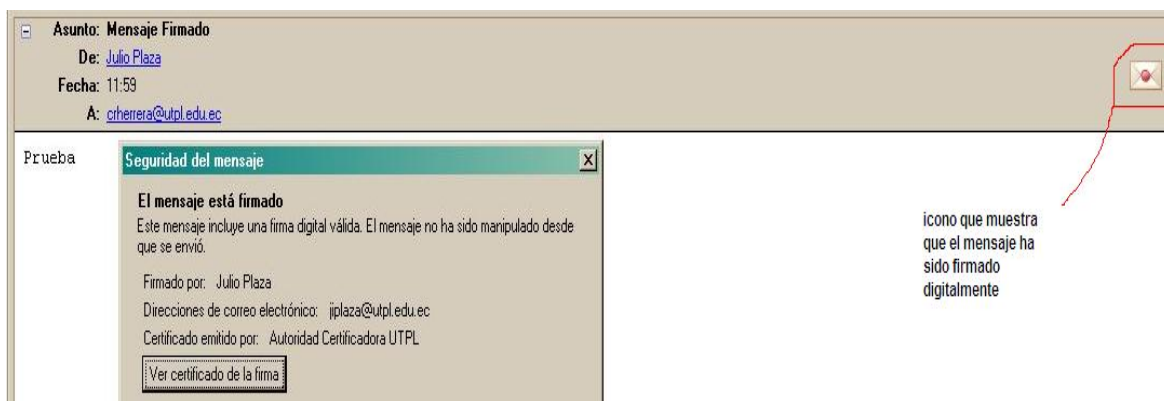 Asunto: Mensaje Firmado
De: Julio Plaza
Fecha: 11:59
A: crherrera@utpl.edu.ec
Prueba
Seguridad del mensaje
El mensaje está firmado
Este mensaje incluye una firma digital válida. El mensaje no ha sido manipulado desde
que se envió.
Firmado por: Julio Plaza
Direcciones de correo electrónico: jiplaza@utpl.edu.ec
Certificado emitido por: Autoridad Certificadora UTPL
Ver certificado de la firma
icono que muestra
que el mensaje ha
sido firmado
digitalmente